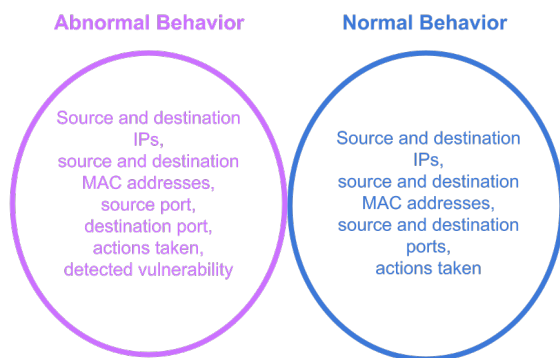 Abnormal Behavior
Source and destination
IPs,
source and destination
MAC addresses,
source port,
destination port,
actions taken,
detected vulnerability
Normal Behavior
Source and destination
IPs,
source and destination
MAC addresses,
source and destination
ports,
actions taken